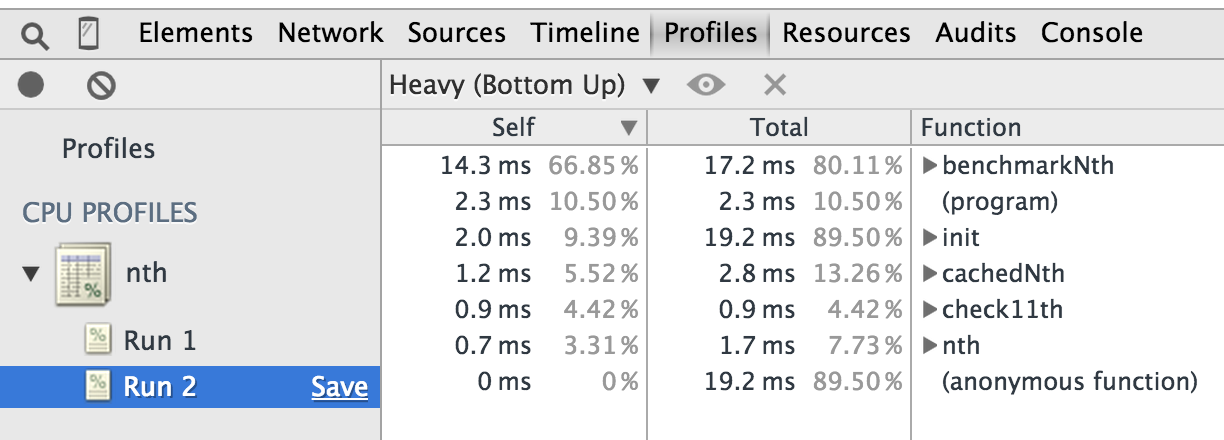 Elements Network Sources Timeline Profiles Resources Audits Console
Heavy (Bottom Up) ▼
Profiles
CPU PROFILES
nth
Run 1
Run 2 Save
Self ▼ Total Function
14.3 ms 66.85% 17.2 ms 80.11% ▶benchmarkNth
2.3 ms 10.50% 2.3 ms 10.50% (program)
2.0 ms 9.39% 19.2 ms 89.50% ▶init
1.2 ms 5.52% 2.8 ms 13.26% ▶cachedNth
0.9 ms 4.42% 0.9 ms 4.42% ▶check11th
0.7 ms 3.31% 1.7 ms 7.73% ▶nth
0 ms 0% 19.2 ms 89.50% (anonymous function)